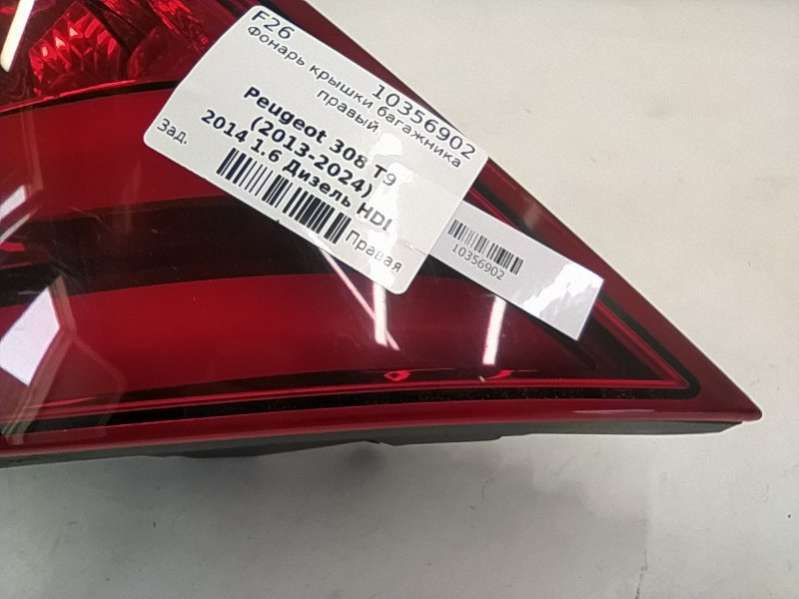 F26
10356902
Фонарь крышки багажника
правый
Peugeot 308 T9
(2013-2024)
2014 1.6 Дизель HDI
Зад.
Правая
10356902